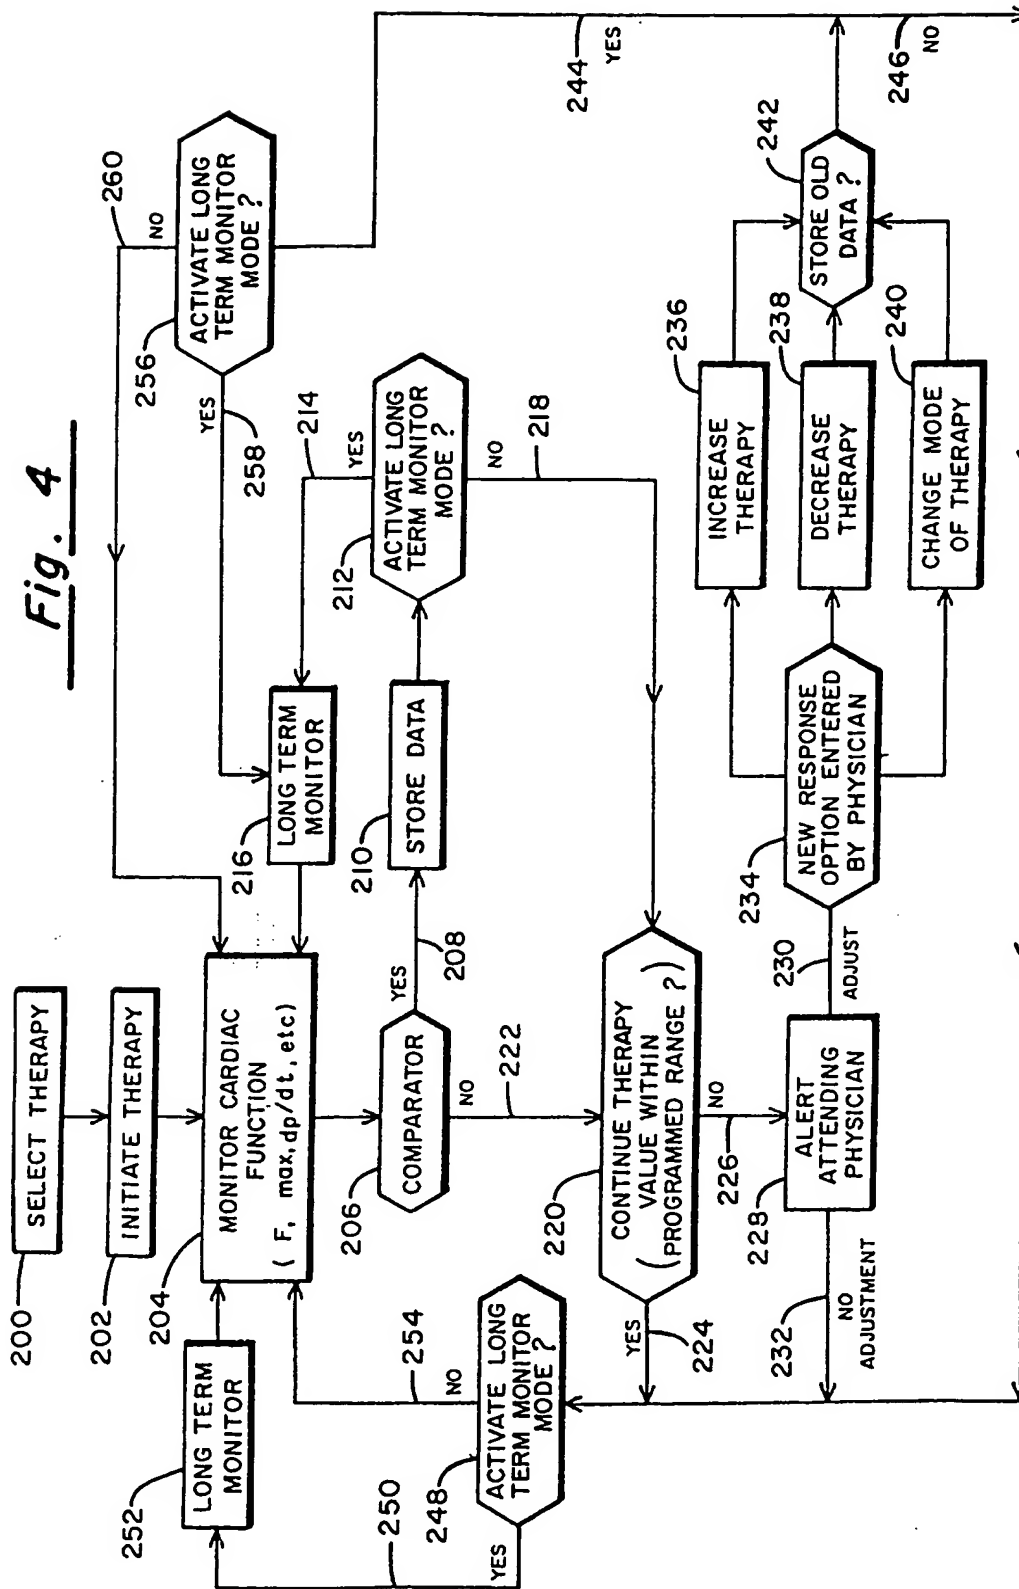 Fig. 4
200
SELECT THERAPY
202
INITIATE THERAPY
204
MONITOR CARDIAC
FUNCTION
( F, max, dp/dt, etc)
252
LONG TERM
MONITOR
216
LONG TERM
MONITOR
260
NO
256
ACTIVATE LONG
TERM MONITOR
MODE ?
YES
258
206
COMPARATOR
YES
208
NO
222
210
STORE DATA
212
ACTIVATE LONG
TERM MONITOR
MODE ?
YES
214
NO
218
254
NO
248
ACTIVATE LONG
TERM MONITOR
MODE ?
YES
250
220
CONTINUE THERAPY
VALUE WITHIN
(PROGRAMMED RANGE ?)
YES
224
NO
226
228
ALERT
ATTENDING
PHYSICIAN
232
NO
ADJUSTMENT
230
ADJUST
234
NEW RESPONSE
OPTION ENTERED
BY PHYSICIAN
236
INCREASE
THERAPY
238
DECREASE
THERAPY
240
CHANGE MODE
OF THERAPY
242
STORE OLD
DATA ?
244
YES
246
NO